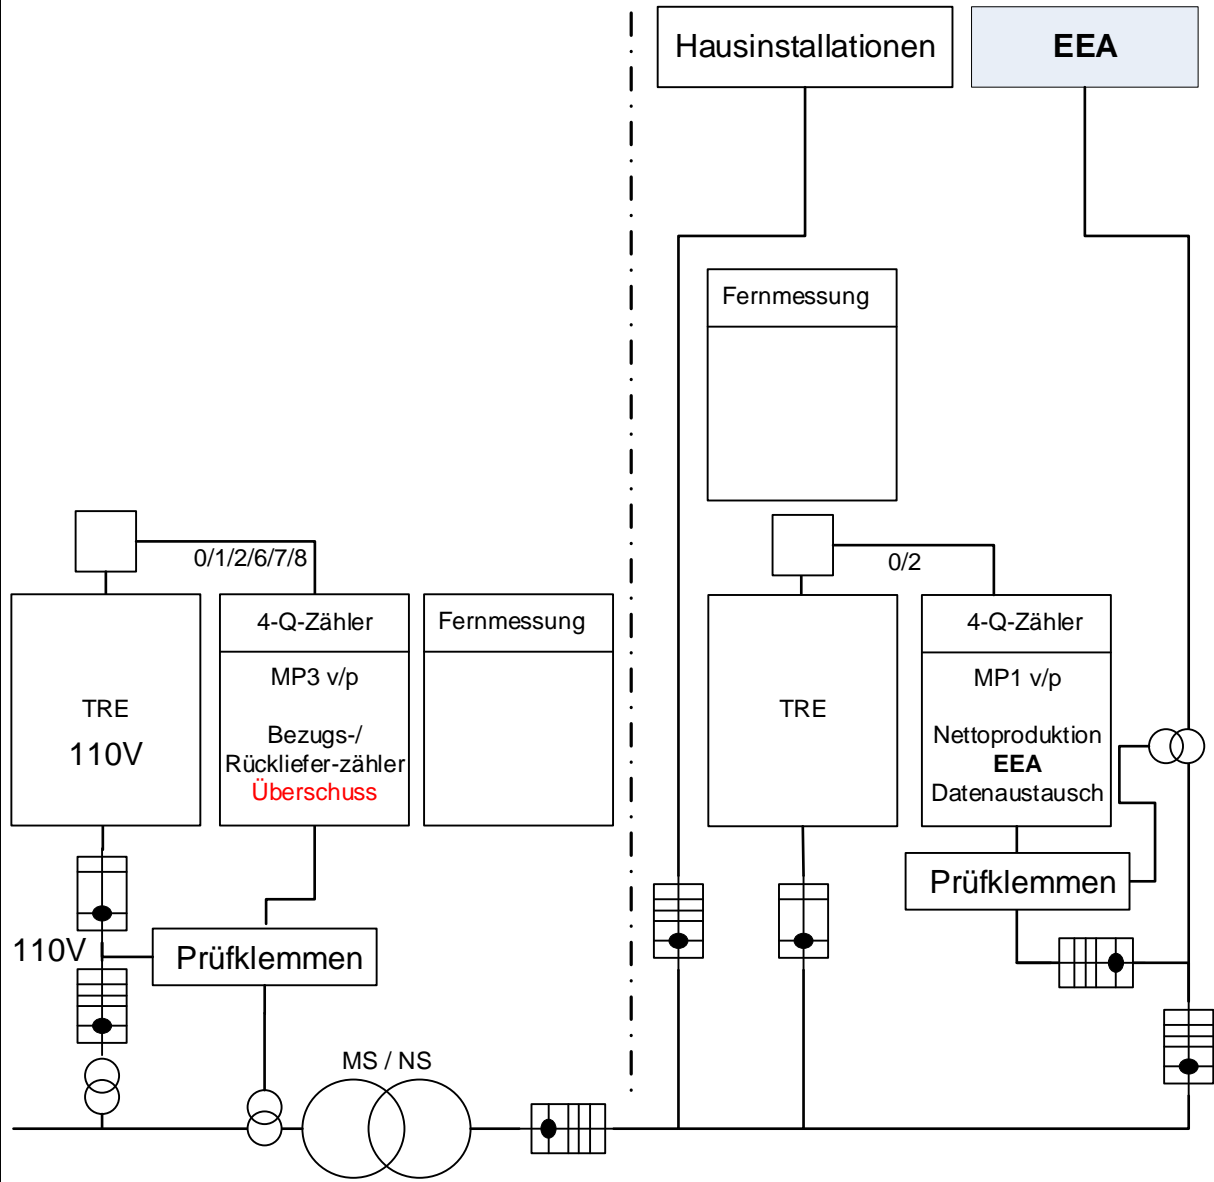 Hausinstallationen
EEA
Fernmessung
0/1/2/6/7/8
0/2
4-Q-Zähler
Fernmessung
4-Q-Zähler
TRE
110V
MP3 v/p
Bezugs-/
Rückliefer-zähler
Überschuss
TRE
MP1 v/p
Nettoproduktion
EEA
Datenaustausch
Prüfklemmen
110V
Prüfklemmen
MS / NS